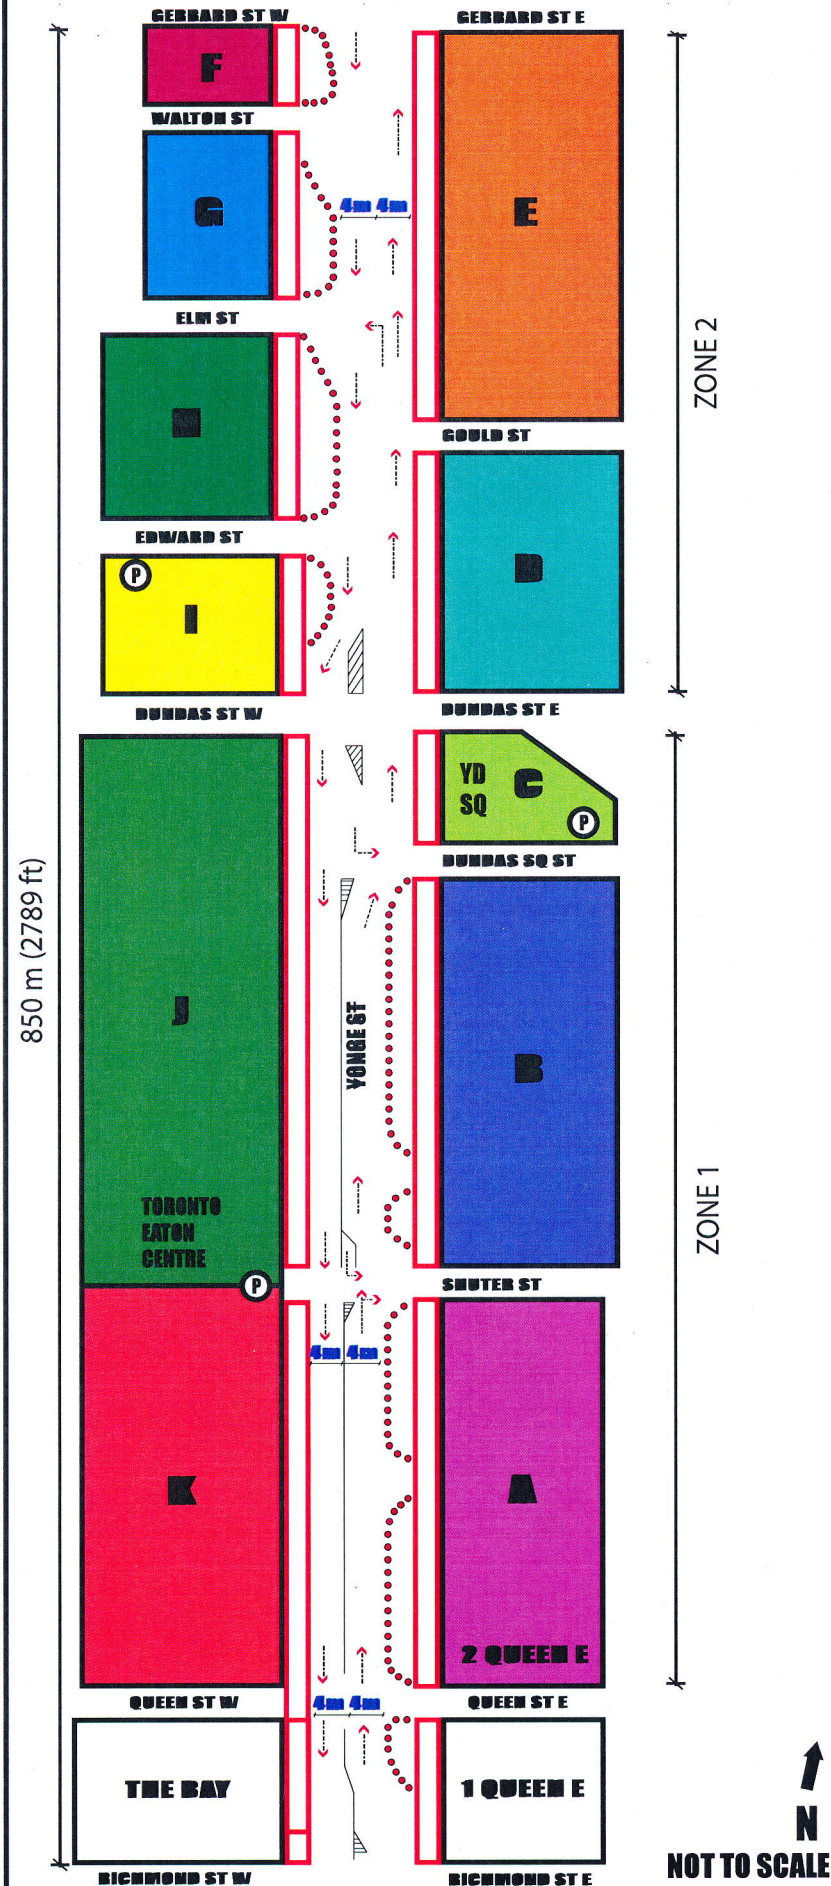 GERRARD ST W
GERRARD ST E
F
WALTON ST
G
4m 4m
E
ELM ST
ZONE 2
H
GOULD ST
EDWARD ST
P
I
D
DUNDAS ST W
DUNDAS ST E
YD
SQ
C
P
DUNDAS SQ ST
850 m (2789 ft)
J
YONGE ST
B
TORONTO
EATON
CENTRE
ZONE 1
P
SHUTER ST
4m 4m
K
A
2 QUEEN E
QUEEN ST W
4m 4m
QUEEN ST E
THE BAY
1 QUEEN E
N
NOT TO SCALE
RICHMOND ST W
RICHMOND ST E